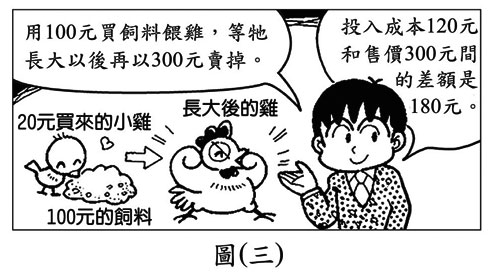 用100元買飼料餵雞，等牠
長大以後再以300元賣掉。
投入成本120元
和售價300元間
的差額是
180元。
20元買來的小雞
長大後的雞
100元的飼料
圖(三)